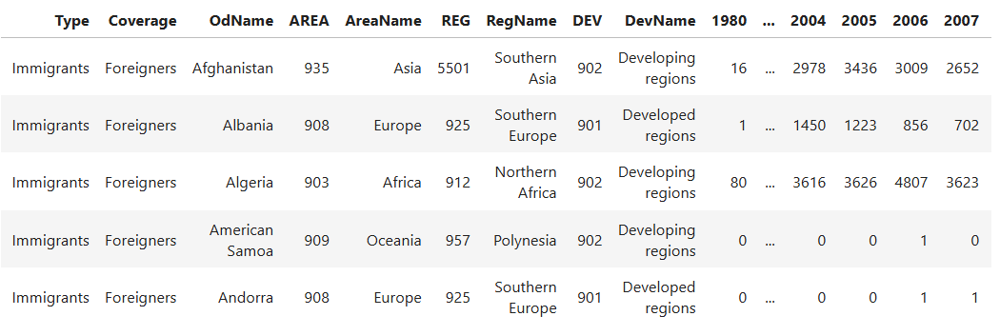 Type Coverage OdName AREA AreaName REG RegName DEV DevName 1980 ... 2004 2005 2006 2007
Immigrants Foreigners Afghanistan 935 Asia 5501 Southern Asia 902 Developing regions 16 ... 2978 3436 3009 2652
Immigrants Foreigners Albania 908 Europe 925 Southern Europe 901 Developed regions 1 ... 1450 1223 856 702
Immigrants Foreigners Algeria 903 Africa 912 Northern Africa 902 Developing regions 80 ... 3616 3626 4807 3623
Immigrants Foreigners American Samoa 909 Oceania 957 Polynesia 902 Developing regions 0 ... 0 0 1 0
Immigrants Foreigners Andorra 908 Europe 925 Southern Europe 901 Developed regions 0 ... 0 0 1 1